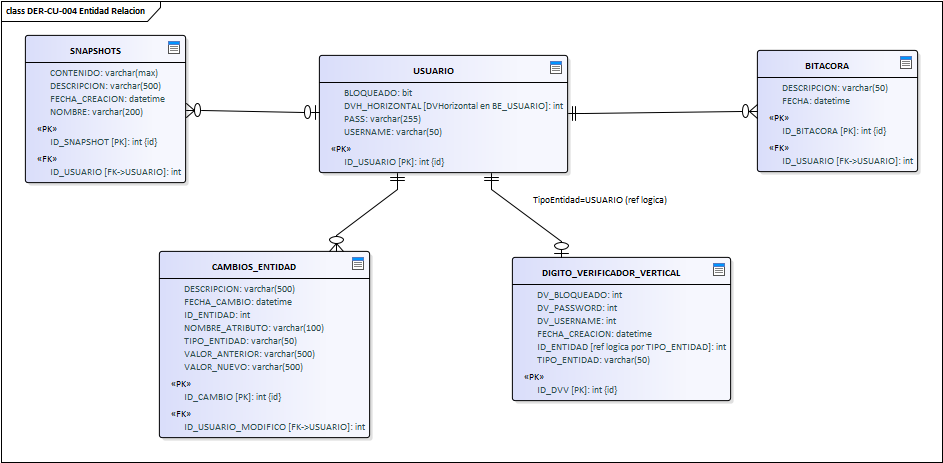 class DER-CU-004 Entidad Relacion
SNAPSHOTS
CONTENIDO: varchar(max)
DESCRIPCION: varchar(500)
FECHA_CREACION: datetime
NOMBRE: varchar(200)
«PK»
ID_SNAPSHOT [PK]: int {id}
«FK»
ID_USUARIO [FK->USUARIO]: int
USUARIO
BLOQUEADO: bit
DVH_HORIZONTAL [DVHorizontal en BE_USUARIO]: int
PASS: varchar(255)
USERNAME: varchar(50)
«PK»
ID_USUARIO [PK]: int {id}
BITACORA
DESCRIPCION: varchar(50)
FECHA: datetime
«PK»
ID_BITACORA [PK]: int {id}
«FK»
ID_USUARIO [FK->USUARIO]: int
TipoEntidad=USUARIO (ref logica)
CAMBIOS_ENTIDAD
DESCRIPCION: varchar(500)
FECHA_CAMBIO: datetime
ID_ENTIDAD: int
NOMBRE_ATRIBUTO: varchar(100)
TIPO_ENTIDAD: varchar(50)
VALOR_ANTERIOR: varchar(500)
VALOR_NUEVO: varchar(500)
«PK»
ID_CAMBIO [PK]: int {id}
«FK»
ID_USUARIO_MODIFICO [FK->USUARIO]: int
DIGITO_VERIFICADOR_VERTICAL
DV_BLOQUEADO: int
DV_PASSWORD: int
DV_USERNAME: int
FECHA_CREACION: datetime
ID_ENTIDAD [ref logica por TIPO_ENTIDAD]: int
TIPO_ENTIDAD: varchar(50)
«PK»
ID_DVV [PK]: int {id}